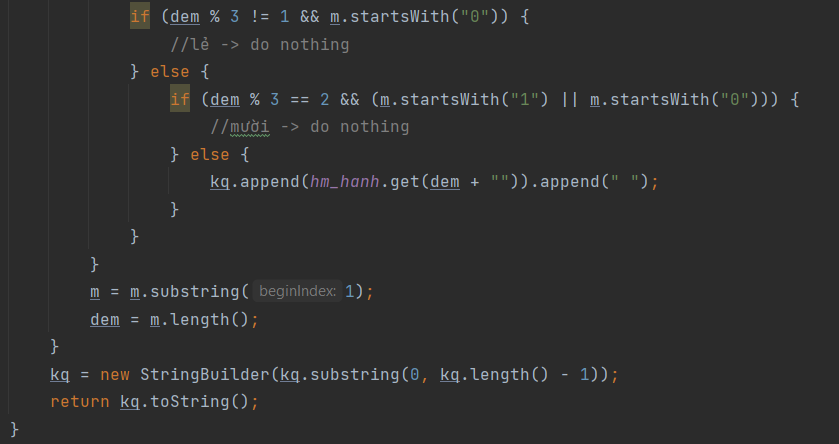 if (dem % 3 != 1 && m.startsWith("0")) {
//lẻ -> do nothing
} else {
if (dem % 3 == 2 && (m.startsWith("1") || m.startsWith("0"))) {
//mười -> do nothing
} else {
kq.append(hm_hanh.get(dem + "")).append(" ");
}
}
}
m = m.substring( beginIndex: 1);
dem = m.length();
}
kq = new StringBuilder(kq.substring(0, kq.length() - 1));
return kq.toString();
}